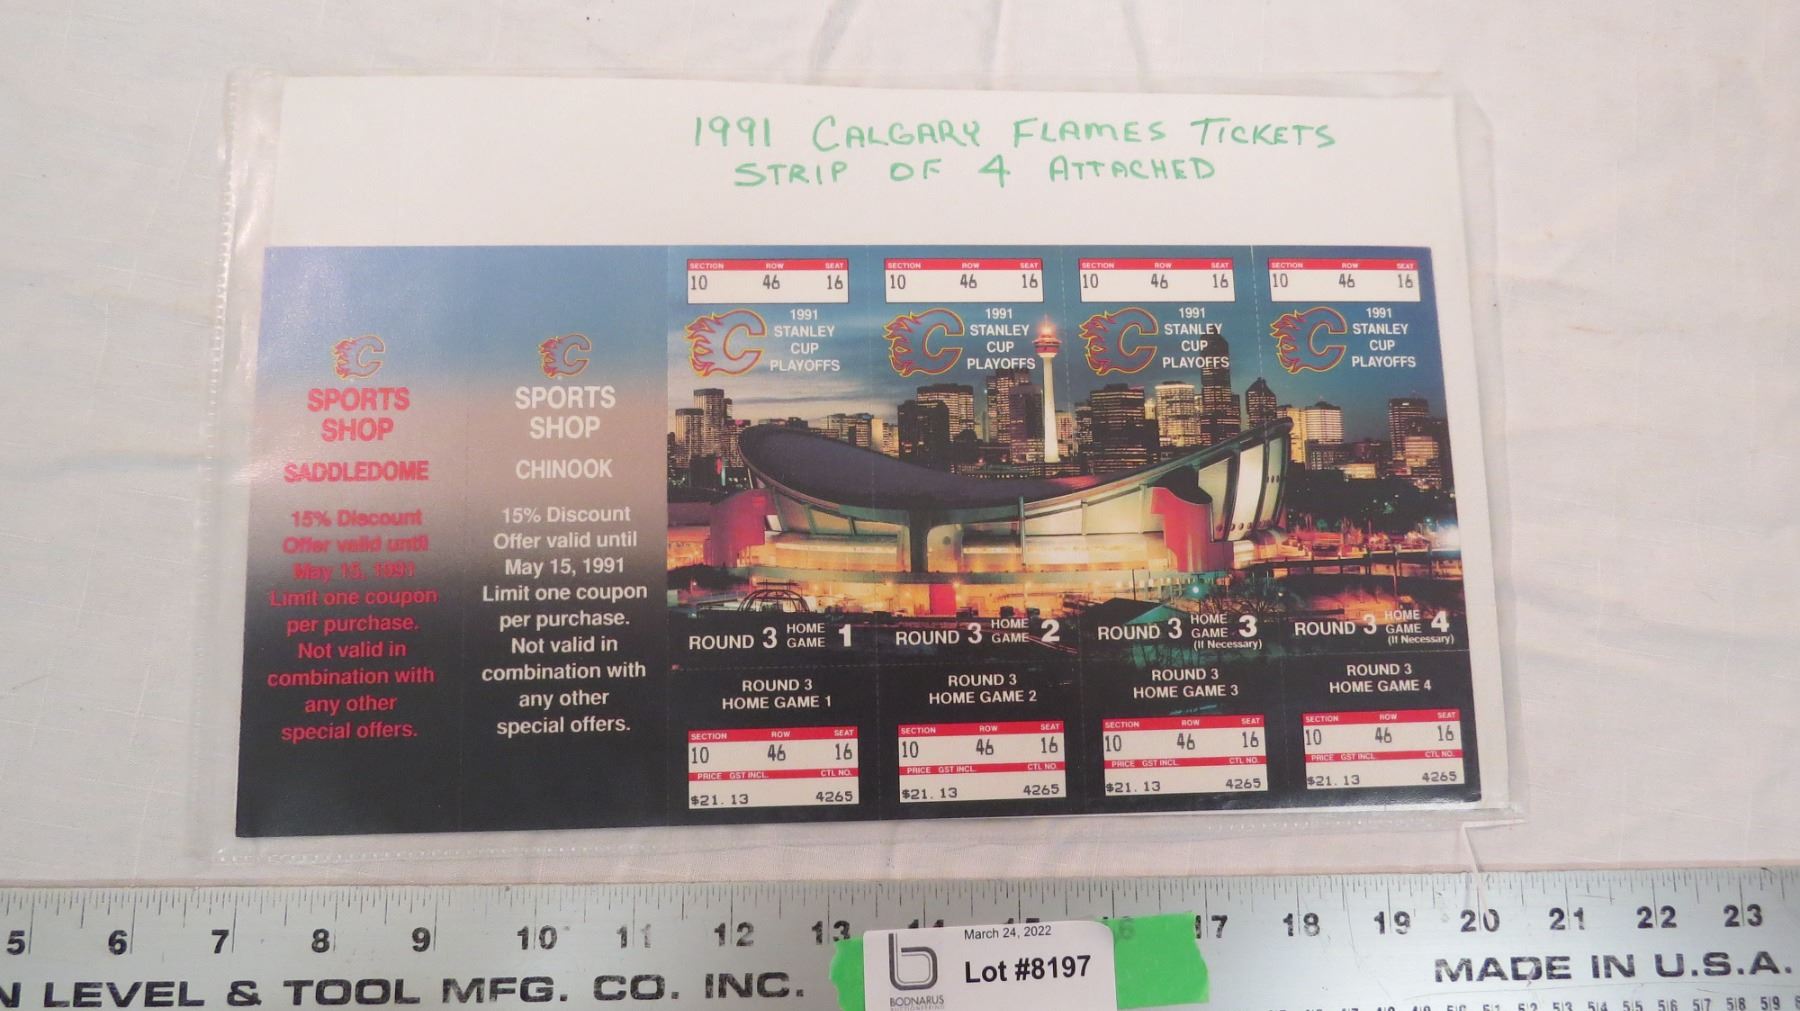 1991 CALGARY FLAMES TICKETS
STRIP OF 4 ATTACHED
SPORTS
SHOP
SADDLEDOME
15% Discount
Offer valid until
May 15, 1991
Limit one coupon
per purchase.
Not valid in
combination with
any other
special offers.
SPORTS
SHOP
CHINOOK
15% Discount
Offer valid until
May 15, 1991
Limit one coupon
per purchase.
Not valid in
combination with
any other
special offers.
SECTION ROW SEAT
10 46 16
1991
STANLEY
CUP
PLAYOFFS
ROUND 3 HOME GAME 1
ROUND 3
HOME GAME 1
SECTION ROW SEAT
10 46 16
PRICE GST INCL. CTL NO.
$21.13 4265
SECTION ROW SEAT
10 46 16
1991
STANLEY
CUP
PLAYOFFS
ROUND 3 HOME GAME 2
ROUND 3
HOME GAME 2
SECTION ROW SEAT
10 46 16
PRICE GST INCL. CTL NO.
$21.13 4265
SECTION ROW SEAT
10 46 16
1991
STANLEY
CUP
PLAYOFFS
ROUND 3 HOME GAME 3
(If Necessary)
ROUND 3
HOME GAME 3
SECTION ROW SEAT
10 46 16
PRICE GST INCL. CTL NO.
$21.13 4265
SECTION ROW SEAT
10 46 16
1991
STANLEY
CUP
PLAYOFFS
ROUND 3 HOME GAME 4
(If Necessary)
ROUND 3
HOME GAME 4
SECTION ROW SEAT
10 46 16
PRICE GST INCL. CTL NO.
$21.13 4265
5 6 7 8 9 10 11 12 13 14 15 16 17 18 19 20 21 22 23
LEVEL & TOOL MFG. CO. INC.
MADE IN U.S.A.
March 24, 2022
Lot #8197
BODNARUS
AUCTIONEERING